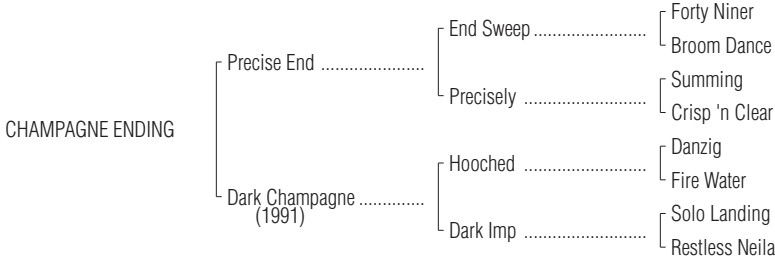 Forty Niner
End Sweep ........................
Broom Dance
Precise End ......................
Summing
Precisely ..........................
Crisp 'n Clear
CHAMPAGNE ENDING
Danzig
Hooched ..........................
Fire Water
Dark Champagne ..............
(1991)
Solo Landing
Dark Imp ..........................
Restless Neila